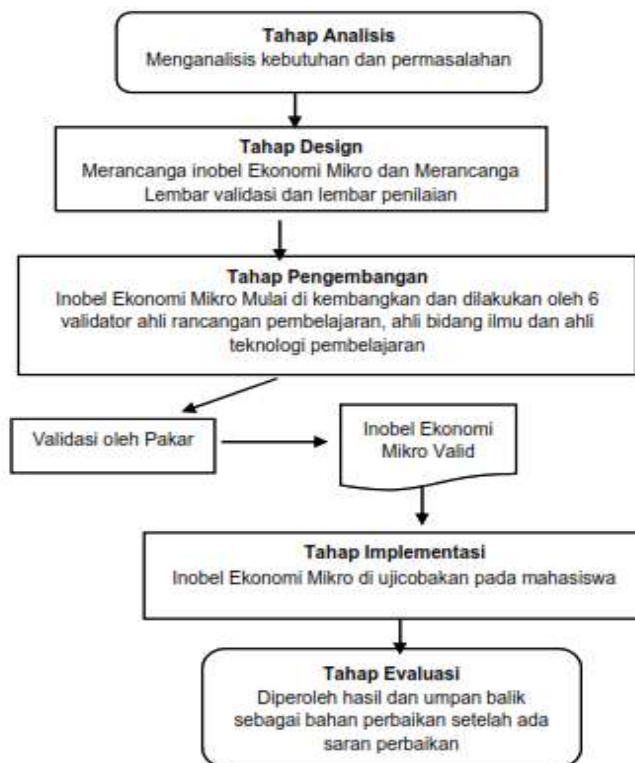 Tahap Analisis
Menganalisis kebutuhan dan permasalahan
Tahap Design
Merancanga inobel Ekonomi Mikro dan Merancanga
Lembar validasi dan lembar penilaian
Tahap Pengembangan
Inobel Ekonomi Mikro Mulai di kembangkan dan dilakukan oleh 6
validator ahli rancangan pembelajaran, ahli bidang ilmu dan ahli
teknologi pembelajaran
Validasi oleh Pakar
Inobel Ekonomi
Mikro Valid
Tahap Implementasi
Inobel Ekonomi Mikro di ujicobakan pada mahasiswa
Tahap Evaluasi
Diperoleh hasil dan umpan balik
sebagai bahan perbaikan setelah ada
saran perbaikan